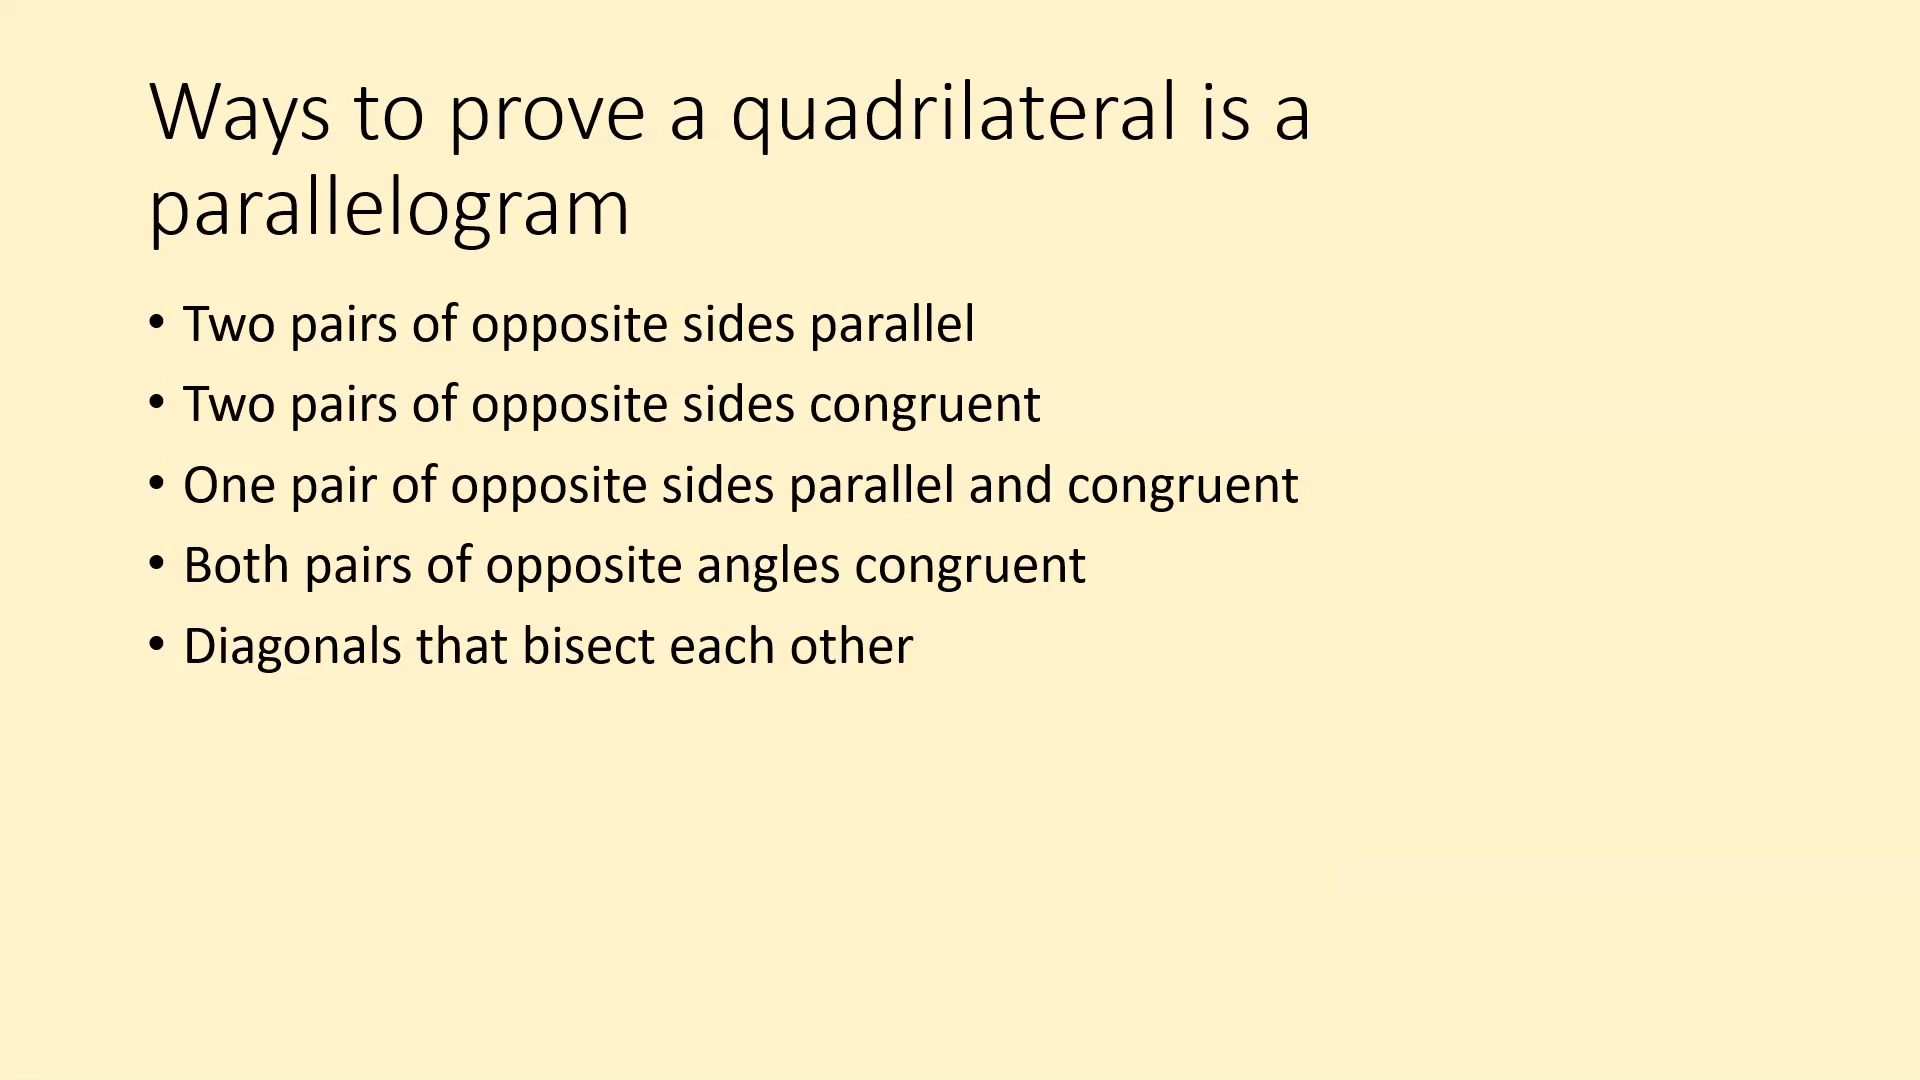 Ways to prove a quadrilateral is a
parallelogram
• Two pairs of opposite sides parallel
• Two pairs of opposite sides congruent
• One pair of opposite sides parallel and congruent
• Both pairs of opposite angles congruent
• Diagonals that bisect each other